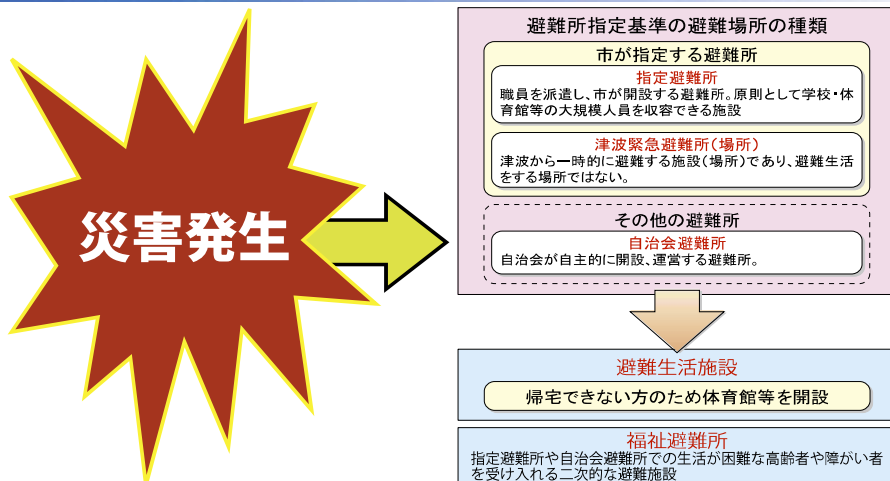 災害発生
避難所指定基準の避難場所の種類
市が指定する避難所
指定避難所
職員を派遣し、市が開設する避難所。原則として学校・体
育館等の大規模人員を収容できる施設
津波緊急避難所(場所)
津波から一時的に避難する施設(場所)であり、避難生活
をする場所ではない。
その他の避難所
自治会避難所
自治会が自主的に開設、運営する避難所。
避難生活施設
帰宅できない方のため体育館等を開設
福祉避難所
指定避難所や自治会避難所での生活が困難な高齢者や障がい者
を受け入れる二次的な避難施設